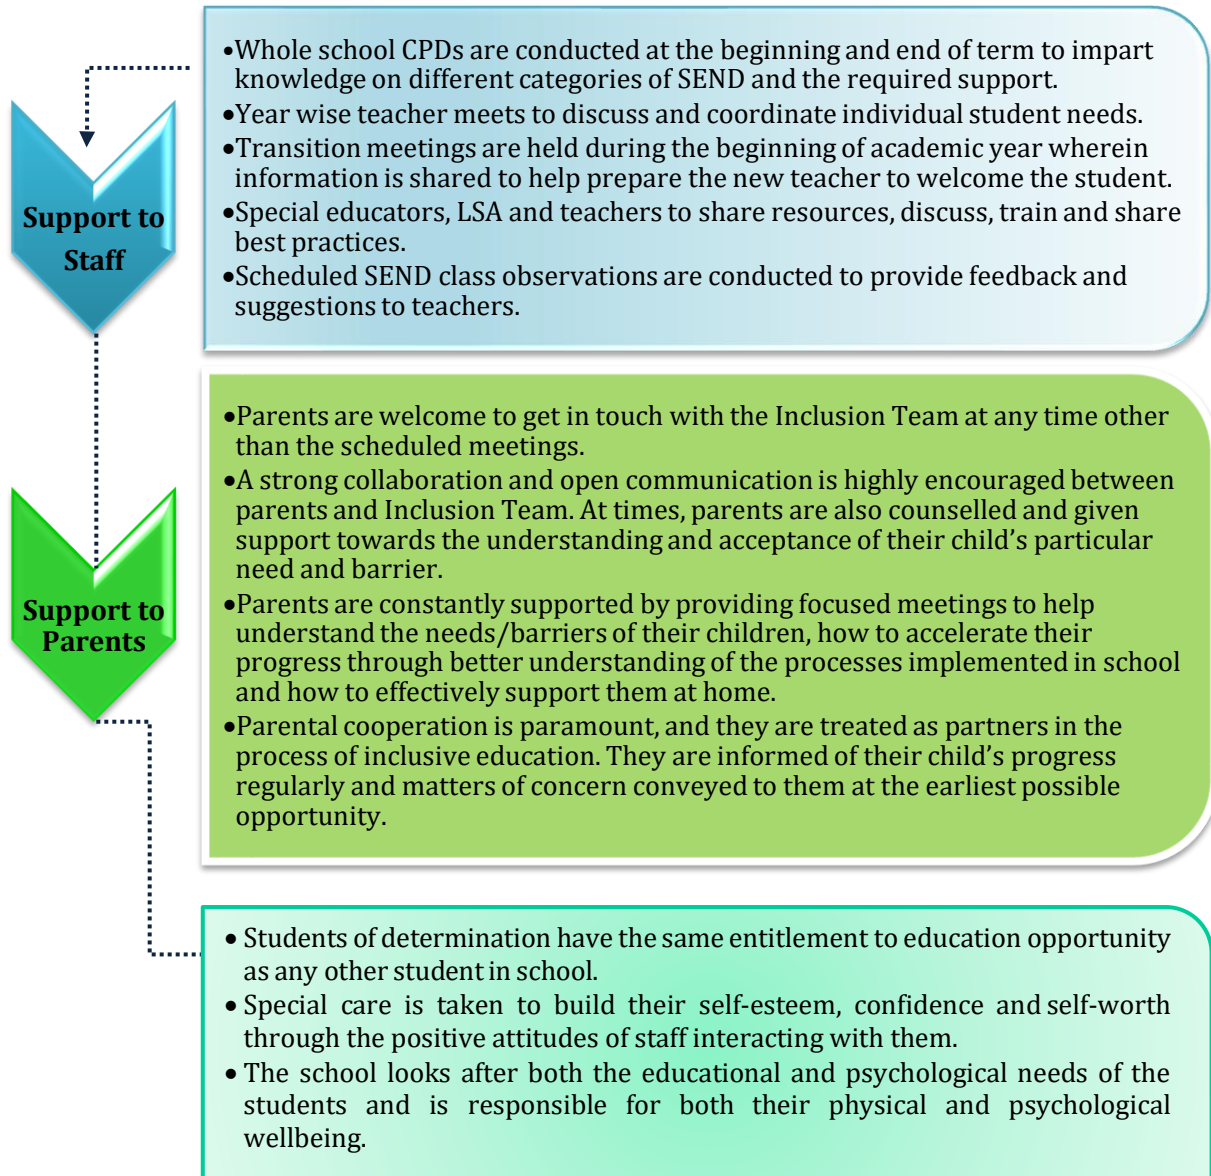 Support to
Staff
•Whole school CPDs are conducted at the beginning and end of term to impart
knowledge on different categories of SEND and the required support.
•Year wise teacher meets to discuss and coordinate individual student needs.
•Transition meetings are held during the beginning of academic year wherein
information is shared to help prepare the new teacher to welcome the student.
•Special educators, LSA and teachers to share resources, discuss, train and share
best practices.
•Scheduled SEND class observations are conducted to provide feedback and
suggestions to teachers.
Support to
Parents
•Parents are welcome to get in touch with the Inclusion Team at any time other
than the scheduled meetings.
•A strong collaboration and open communication is highly encouraged between
parents and Inclusion Team. At times, parents are also counselled and given
support towards the understanding and acceptance of their child’s particular
need and barrier.
•Parents are constantly supported by providing focused meetings to help
understand the needs/barriers of their children, how to accelerate their
progress through better understanding of the processes implemented in school
and how to effectively support them at home.
•Parental cooperation is paramount, and they are treated as partners in the
process of inclusive education. They are informed of their child’s progress
regularly and matters of concern conveyed to them at the earliest possible
opportunity.
• Students of determination have the same entitlement to education opportunity
as any other student in school.
• Special care is taken to build their self-esteem, confidence and self-worth
through the positive attitudes of staff interacting with them.
• The school looks after both the educational and psychological needs of the
students and is responsible for both their physical and psychological
wellbeing.